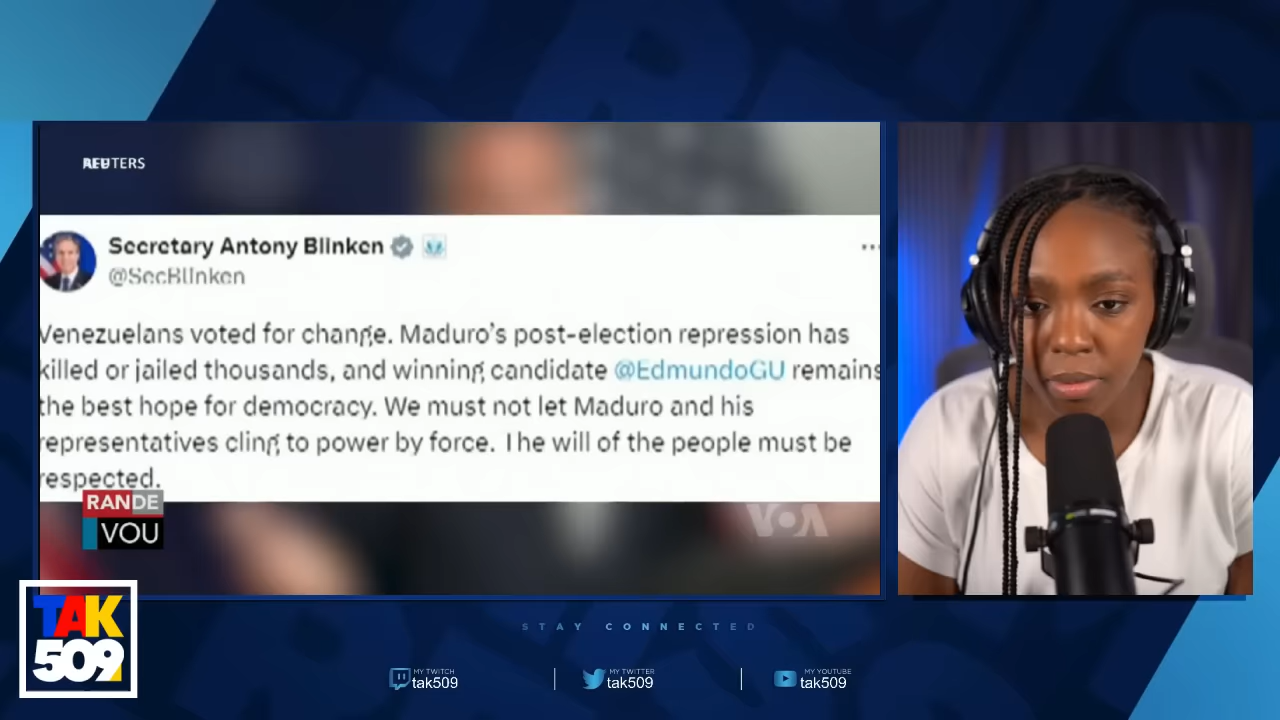 Secretary Antony Blinken
@SecBlinken
Venezuelans voted for change. Maduro's post-election repression has
killed or jailed thousands, and winning candidate @EdmundoGU remains
the best hope for democracy. We must not let Maduro and his
representatives cling to power by force. The will of the people must be
respected.
RANDE
VOU
VOA
TAK
509
STAY CONNECTED
MY TWITCH
tak509
MY TWITTER
tak509
MY YOUTUBE
tak509